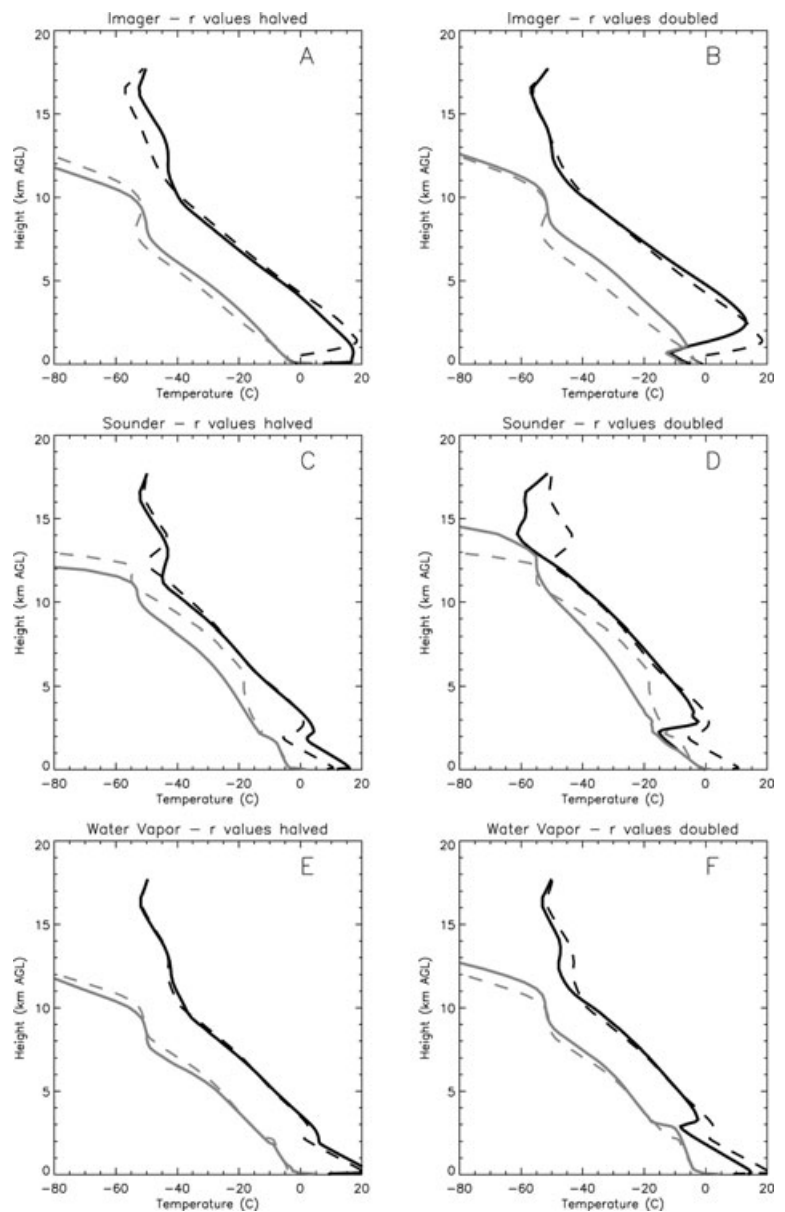 Imager – r values halved
A
20
15
10
5
0
Height (km AGL)
−80 −60 −40 −20 0 20
Temperature (C)
Imager – r values doubled
B
20
15
10
5
0
Height (km AGL)
−80 −60 −40 −20 0 20
Temperature (C)
Sounder – r values halved
C
20
15
10
5
0
Height (km AGL)
−80 −60 −40 −20 0 20
Temperature (C)
Sounder – r values doubled
D
20
15
10
5
0
Height (km AGL)
−80 −60 −40 −20 0 20
Temperature (C)
Water Vapor – r values halved
E
20
15
10
5
0
Height (km AGL)
−80 −60 −40 −20 0 20
Temperature (C)
Water Vapor – r values doubled
F
20
15
10
5
0
Height (km AGL)
−80 −60 −40 −20 0 20
Temperature (C)